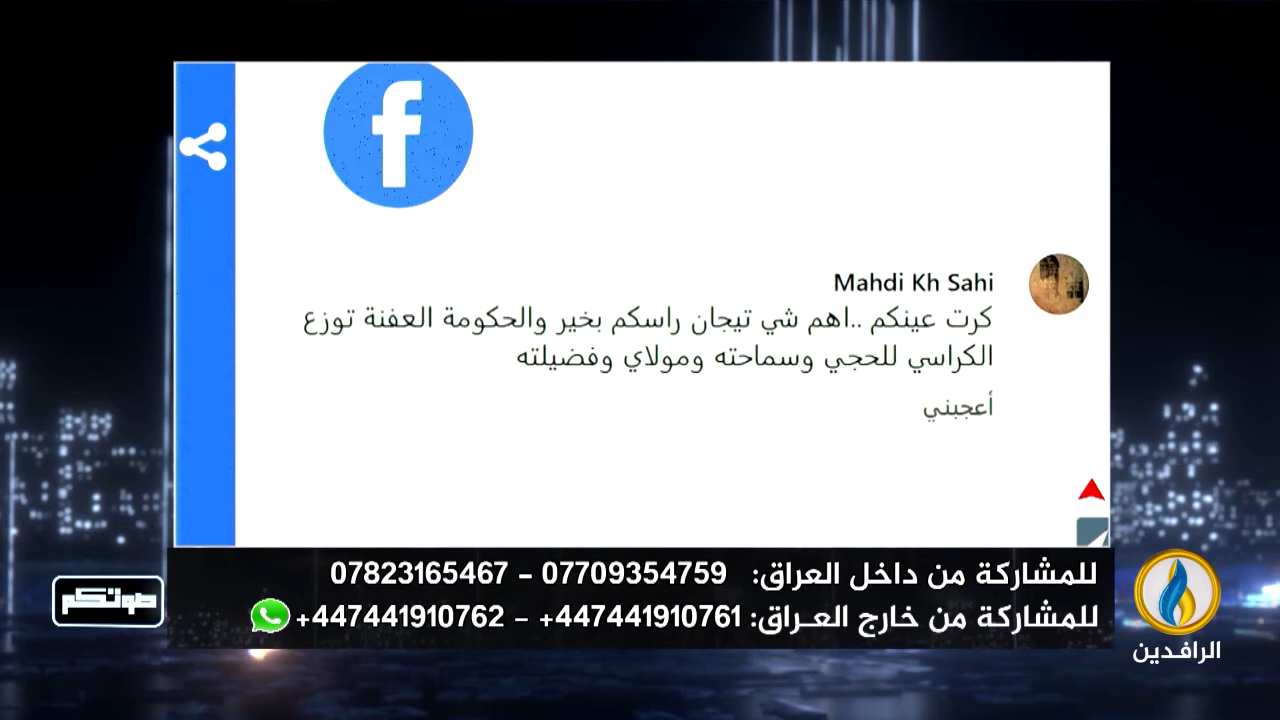 Mahdi Kh Sahi
كرت عينكم ..اهم شي تيجان راسكم بخير والحكومة العفنة توزع
الكراسي للحجي وسماحته ومولاي وفضيلته
أعجبني
للمشاركة من داخل العراق: 07709354759 - 07823165467
للمشاركة من خارج العـراق: 447441910761+ - 447441910762+
صوتكم
الرافدين